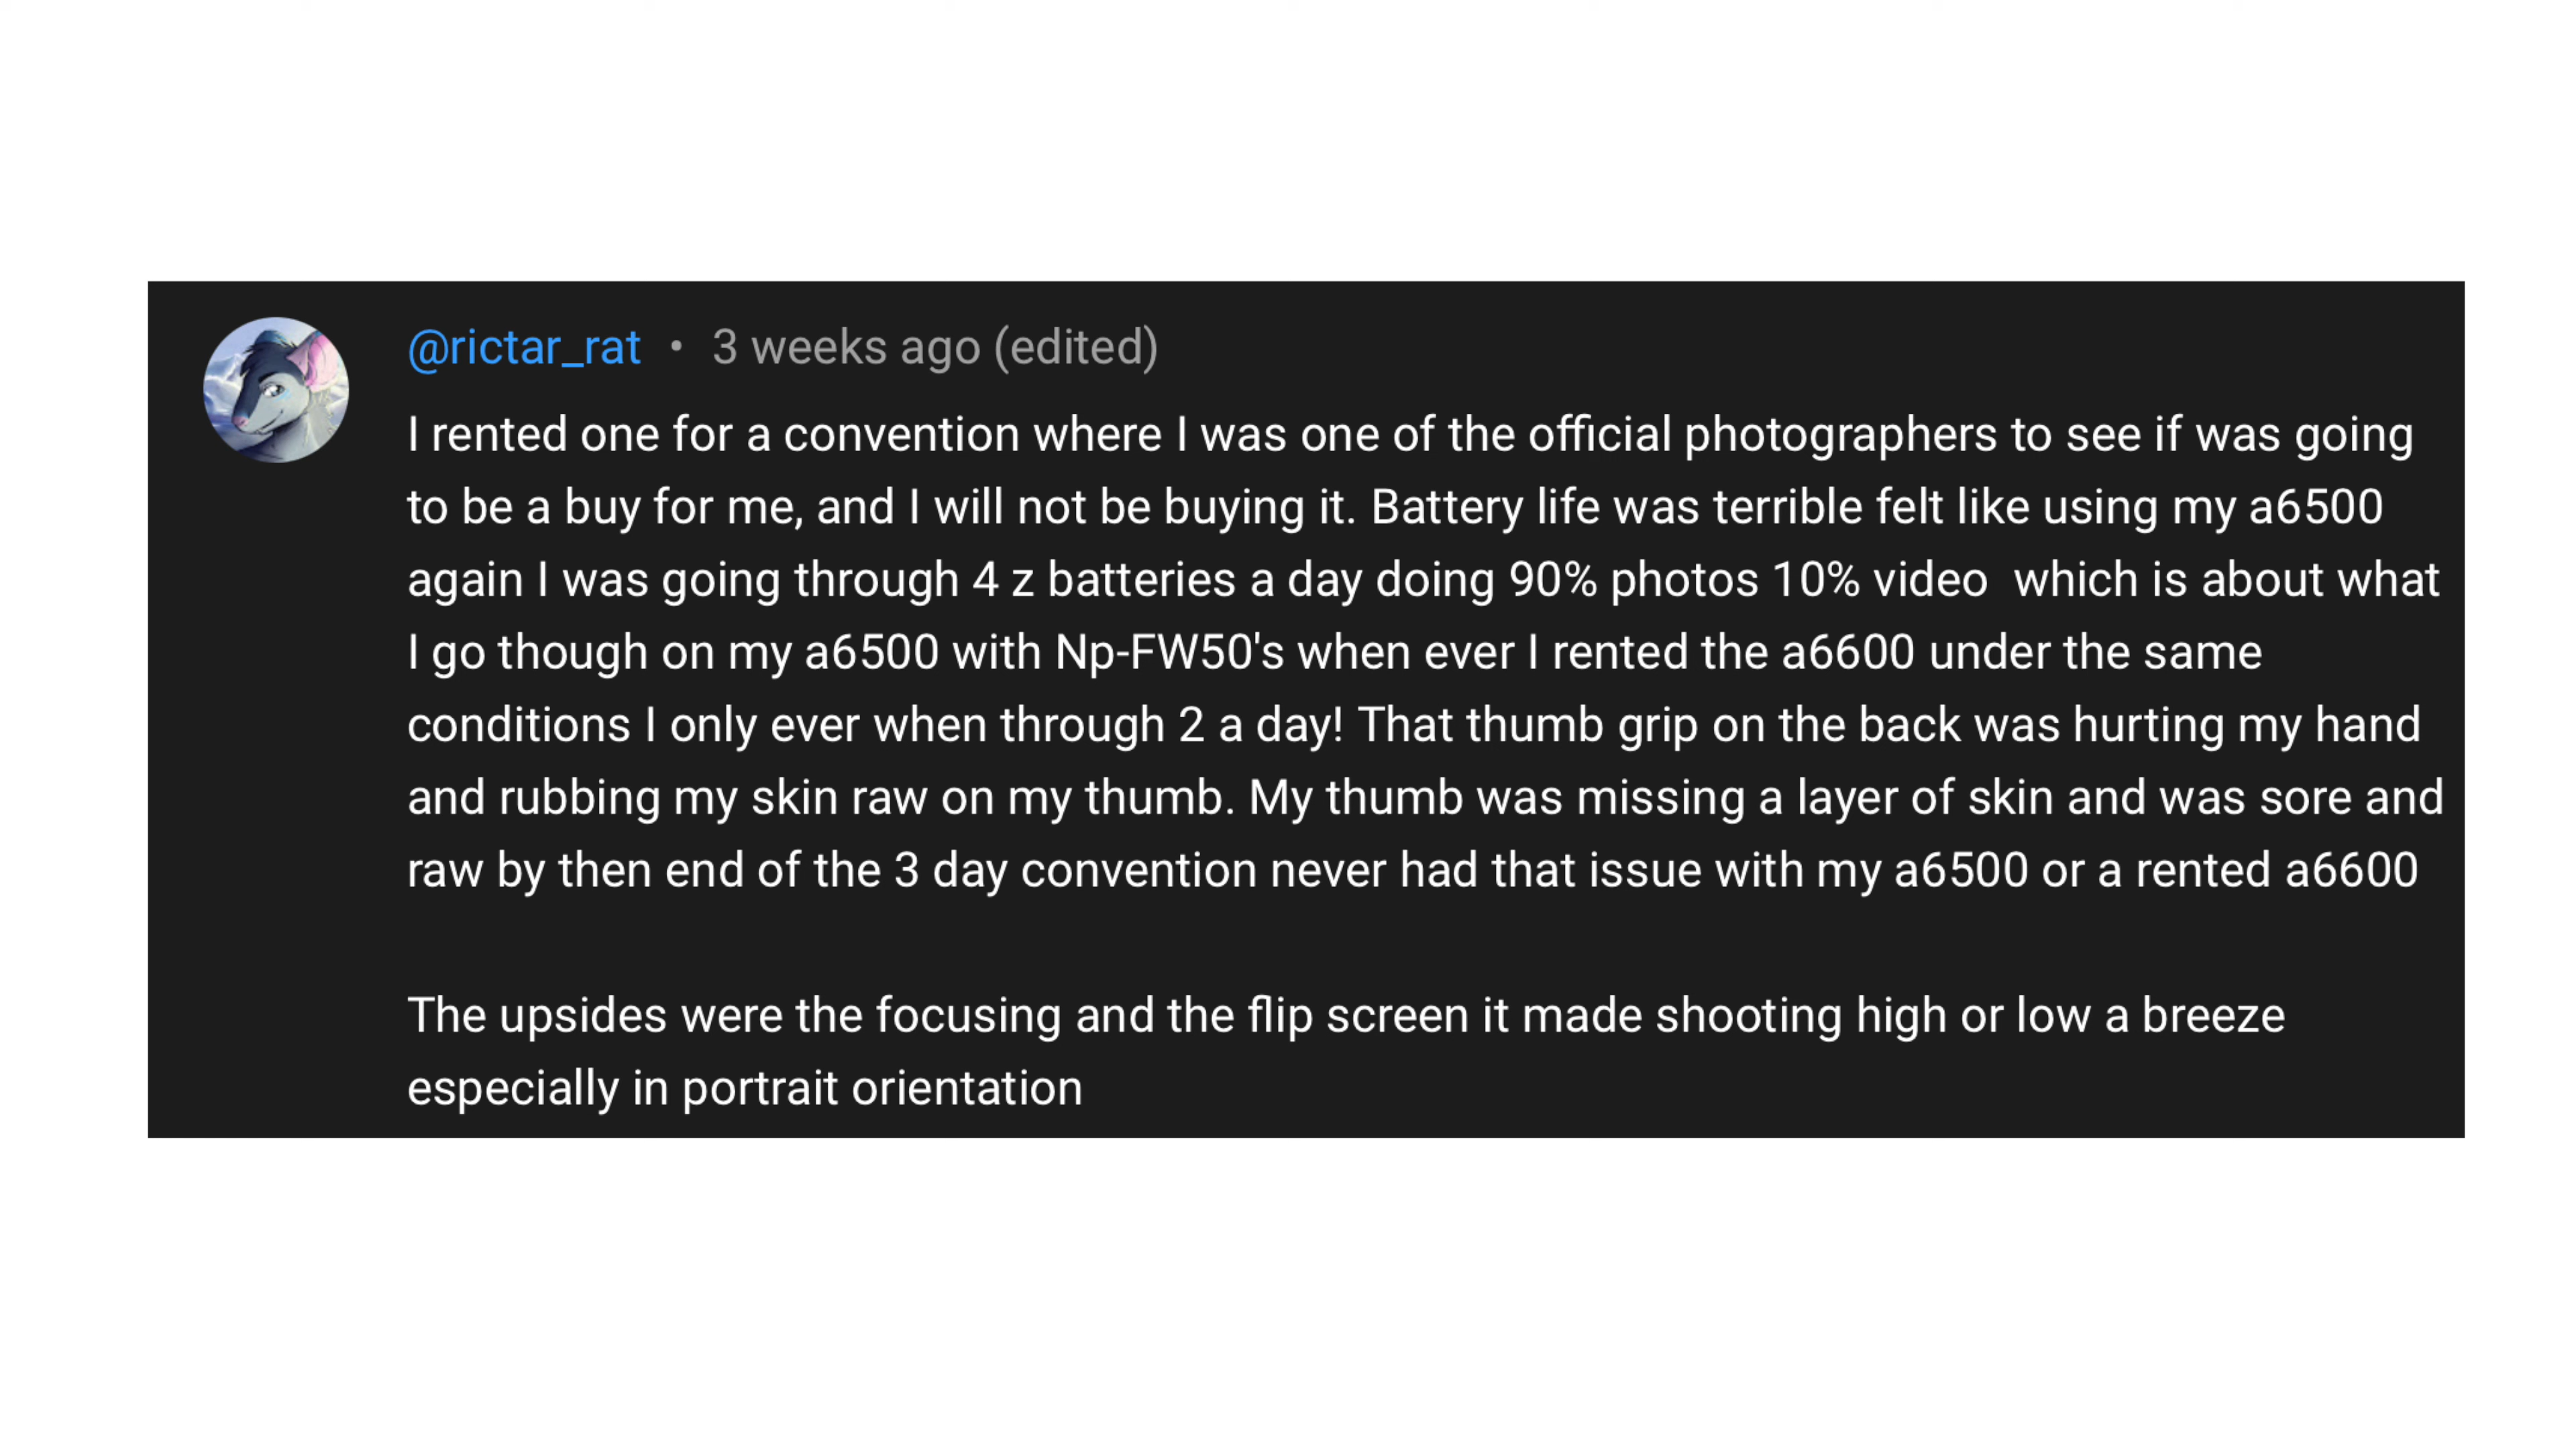 @rictar_rat • 3 weeks ago (edited)
I rented one for a convention where I was one of the official photographers to see if was going
to be a buy for me, and I will not be buying it. Battery life was terrible felt like using my a6500
again I was going through 4 z batteries a day doing 90% photos 10% video  which is about what
I go though on my a6500 with Np-FW50's when ever I rented the a6600 under the same
conditions I only ever when through 2 a day! That thumb grip on the back was hurting my hand
and rubbing my skin raw on my thumb. My thumb was missing a layer of skin and was sore and
raw by then end of the 3 day convention never had that issue with my a6500 or a rented a6600
The upsides were the focusing and the flip screen it made shooting high or low a breeze
especially in portrait orientation